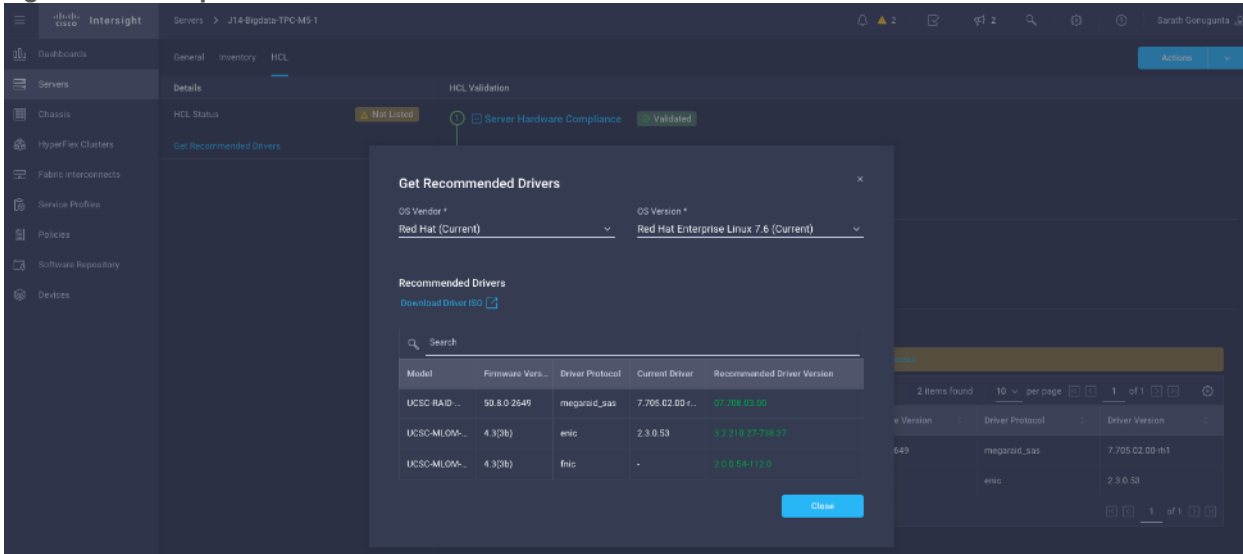 cisco Intersight Servers > J14-Bigdata-TPC-M5-1 2 2 Sarath Gonugunta
Dashboards
General Inventory HCL Actions
Servers
Details HCL Validation
Chassis
HCL Status Not Listed 1 Server Hardware Compliance Validated
HyperFlex Clusters
Get Recommended Drivers
Fabric Interconnects
Service Profiles
Policies
Software Repository
Devices
Get Recommended Drivers ×
OS Vendor * OS Version *
Red Hat (Current) Red Hat Enterprise Linux 7.6 (Current)
Recommended Drivers
Download Driver ISO
Search
Model Firmware Vers... Driver Protocol Current Driver Recommended Driver Version
UCSC-RAID-... 50.8.0-2649 megaraid_sas 7.705.02.00-r... 07.708.03.00
UCSC-MLOM-... 4.3(3b) enic 2.3.0.53 3.2.210.27-738.37
UCSC-MLOM-... 4.3(3b) fnic - 2.0.0.54-112.0
Close
2 items found 10 per page 1 of 1
e Version Driver Protocol Driver Version
649 megaraid_sas 7.705.02.00-rh1
enic 2.3.0.53
1 of 1